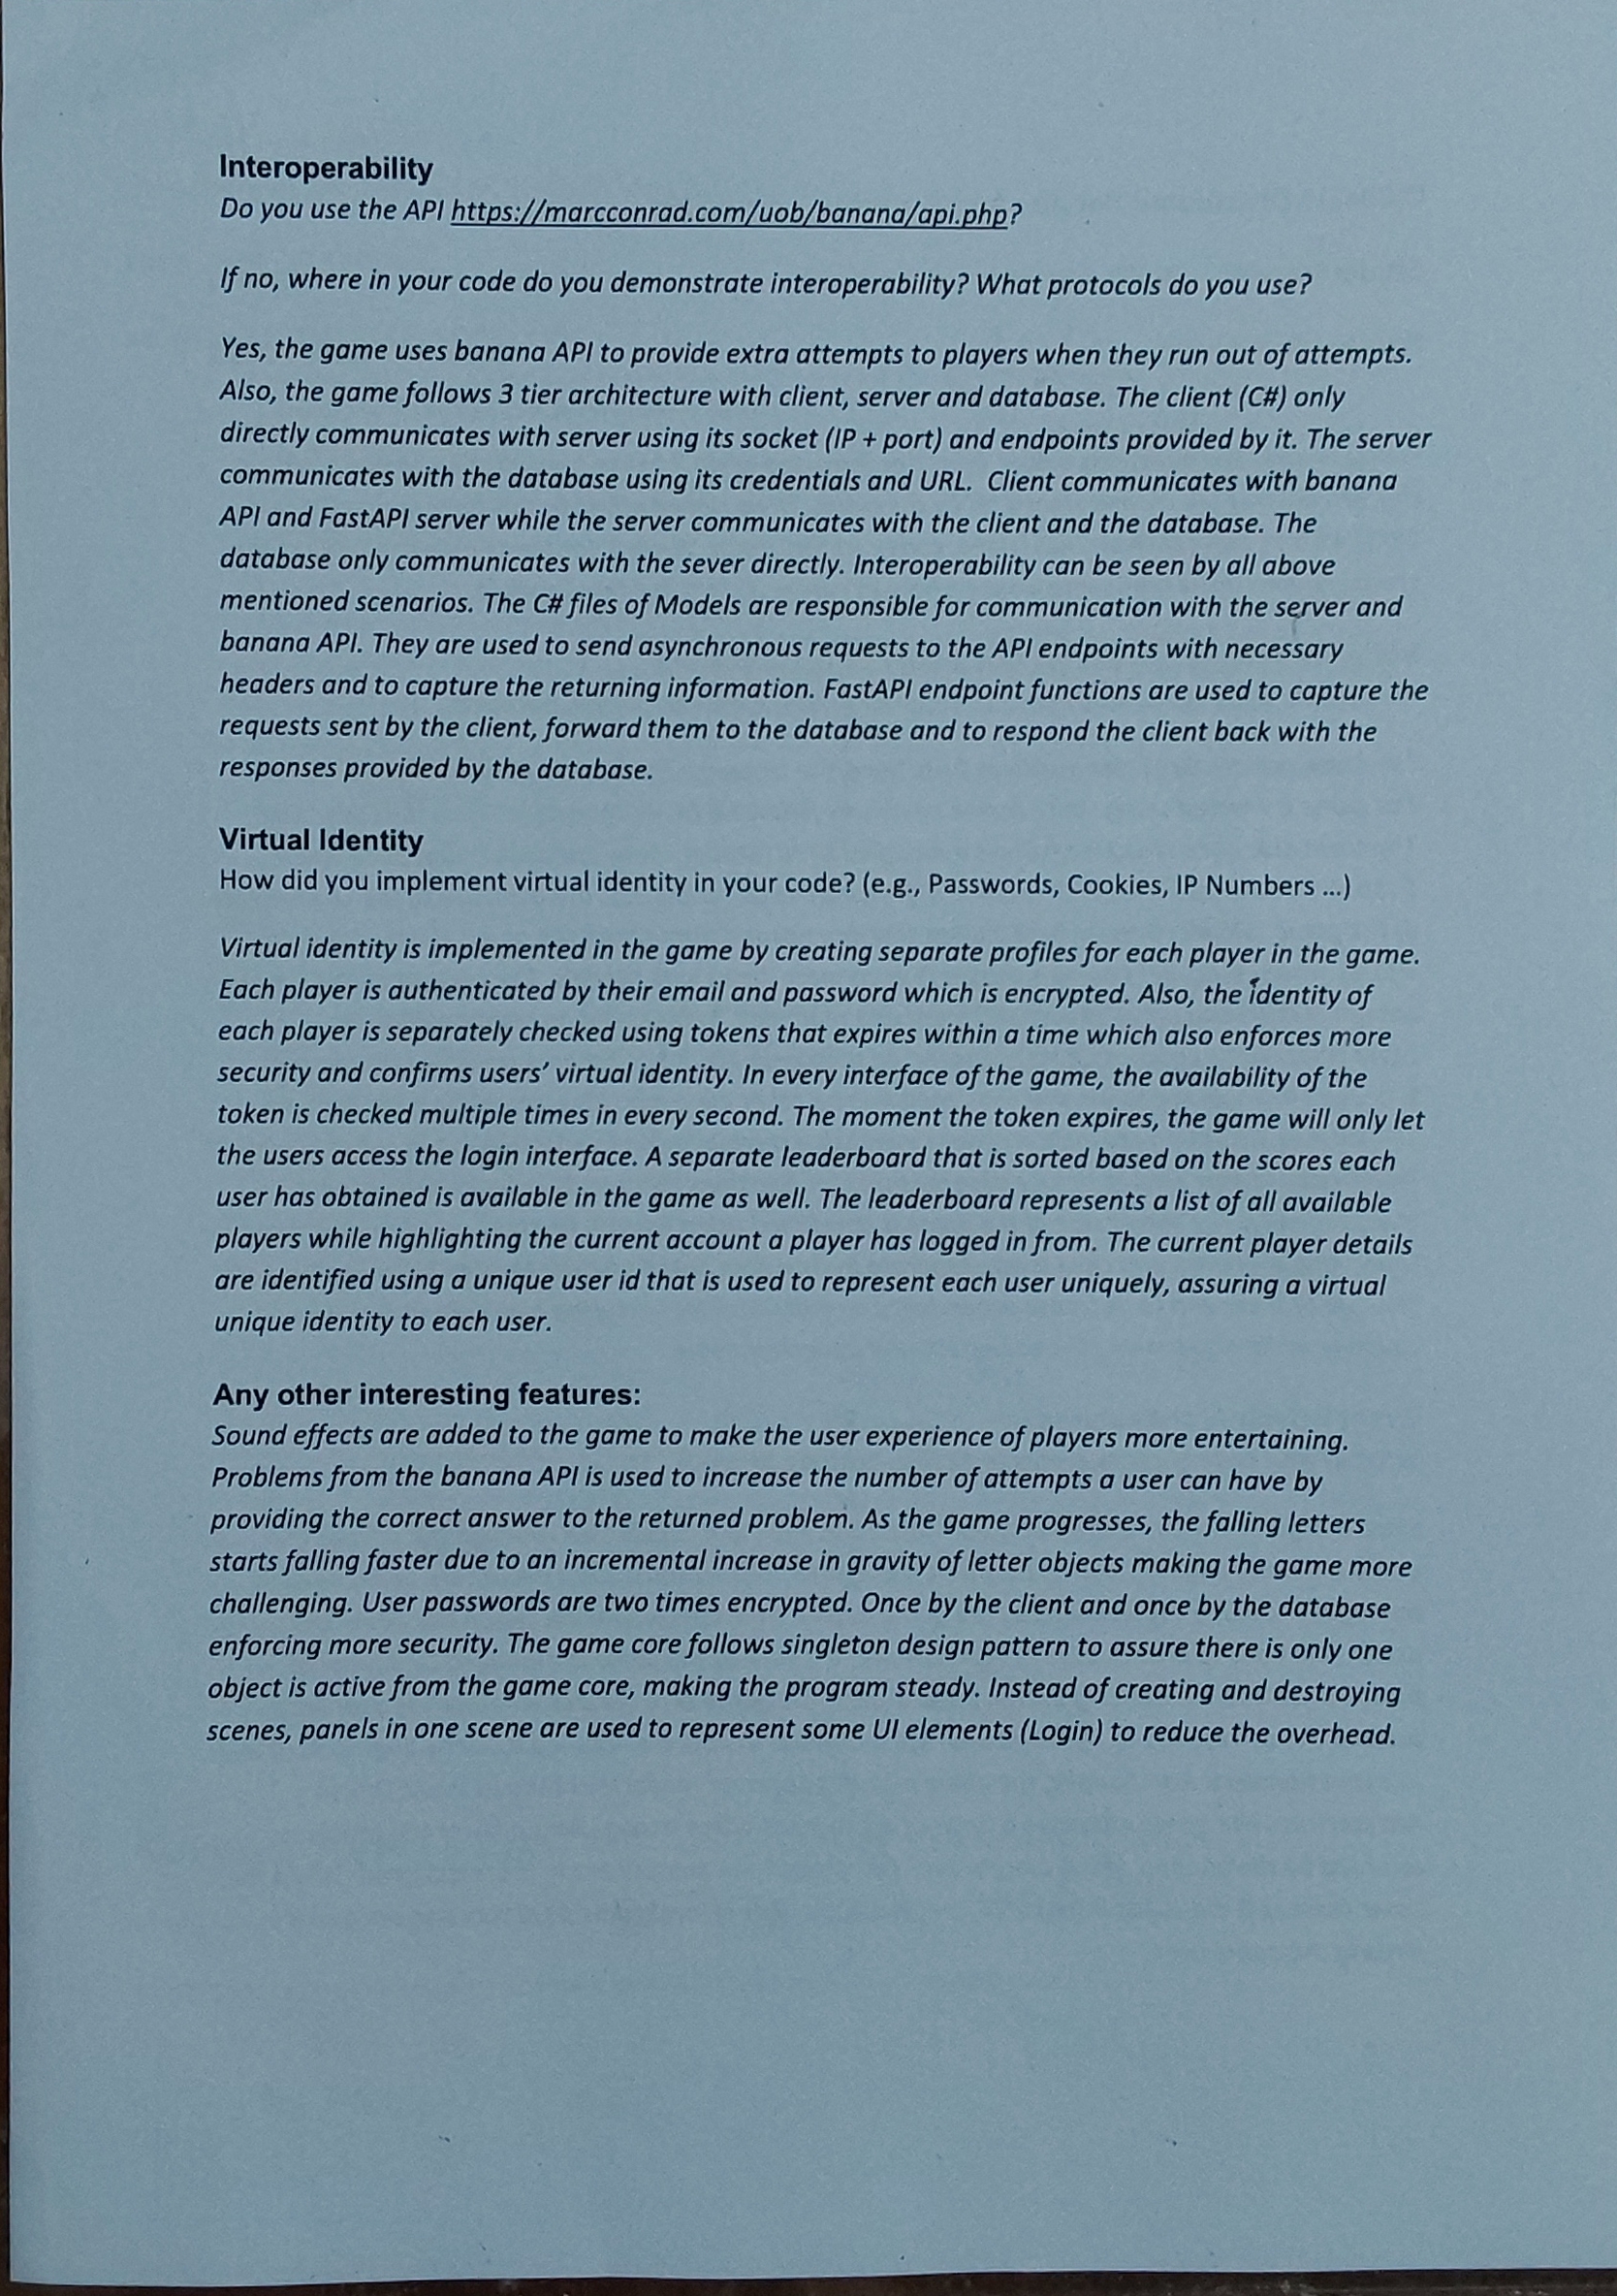 Interoperability
Do you use the API https://marcconrad.com/uob/banana/api.php?
If no, where in your code do you demonstrate interoperability? What protocols do you use?
Yes, the game uses banana API to provide extra attempts to players when they run out of attempts.
Also, the game follows 3 tier architecture with client, server and database. The client (C#) only
directly communicates with server using its socket (IP + port) and endpoints provided by it. The server
communicates with the database using its credentials and URL.  Client communicates with banana
API and FastAPI server while the server communicates with the client and the database. The
database only communicates with the sever directly. Interoperability can be seen by all above
mentioned scenarios. The C# files of Models are responsible for communication with the server and
banana API. They are used to send asynchronous requests to the API endpoints with necessary
headers and to capture the returning information. FastAPI endpoint functions are used to capture the
requests sent by the client, forward them to the database and to respond the client back with the
responses provided by the database.
Virtual Identity
How did you implement virtual identity in your code? (e.g., Passwords, Cookies, IP Numbers ...)
Virtual identity is implemented in the game by creating separate profiles for each player in the game.
Each player is authenticated by their email and password which is encrypted. Also, the identity of
each player is separately checked using tokens that expires within a time which also enforces more
security and confirms users’ virtual identity. In every interface of the game, the availability of the
token is checked multiple times in every second. The moment the token expires, the game will only let
the users access the login interface. A separate leaderboard that is sorted based on the scores each
user has obtained is available in the game as well. The leaderboard represents a list of all available
players while highlighting the current account a player has logged in from. The current player details
are identified using a unique user id that is used to represent each user uniquely, assuring a virtual
unique identity to each user.
Any other interesting features:
Sound effects are added to the game to make the user experience of players more entertaining.
Problems from the banana API is used to increase the number of attempts a user can have by
providing the correct answer to the returned problem. As the game progresses, the falling letters
starts falling faster due to an incremental increase in gravity of letter objects making the game more
challenging. User passwords are two times encrypted. Once by the client and once by the database
enforcing more security. The game core follows singleton design pattern to assure there is only one
object is active from the game core, making the program steady. Instead of creating and destroying
scenes, panels in one scene are used to represent some UI elements (Login) to reduce the overhead.